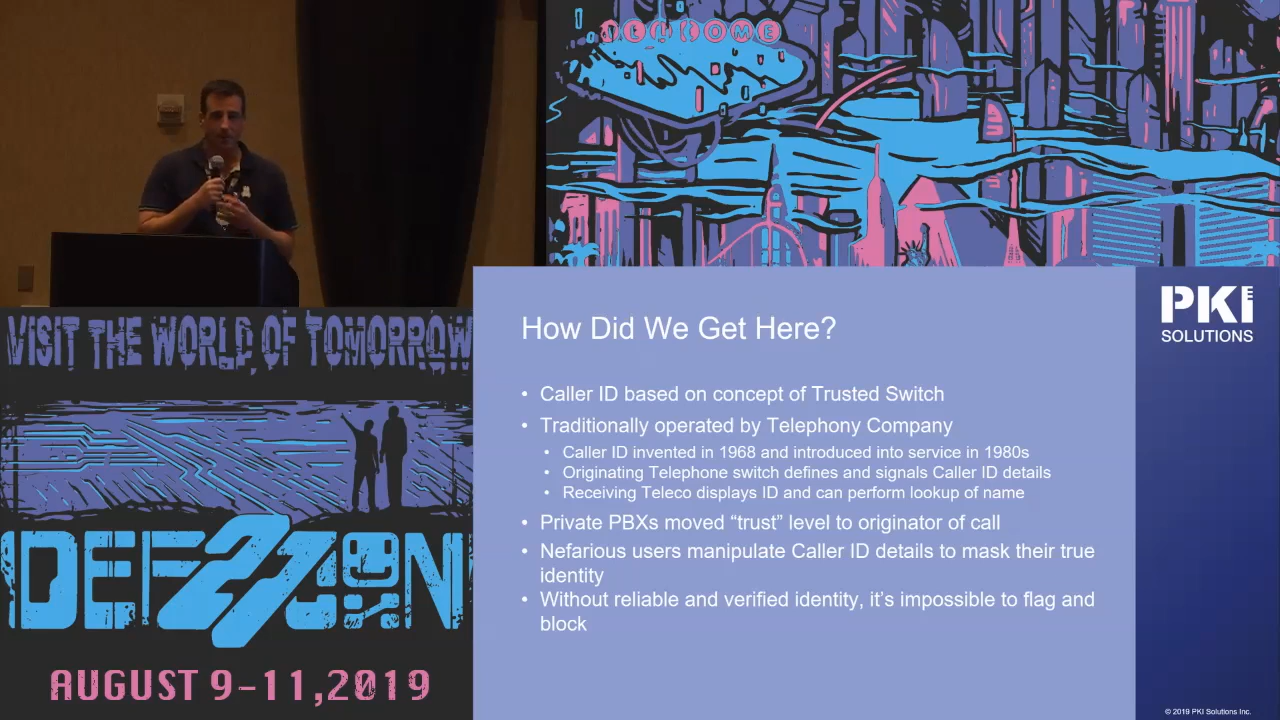 WELCOME
VISIT THE WORLD OF TOMORROW
DEF 27 CON
AUGUST 9-11,2019
How Did We Get Here?
• Caller ID based on concept of Trusted Switch
• Traditionally operated by Telephony Company
• Caller ID invented in 1968 and introduced into service in 1980s
• Originating Telephone switch defines and signals Caller ID details
• Receiving Teleco displays ID and can perform lookup of name
• Private PBXs moved “trust” level to originator of call
• Nefarious users manipulate Caller ID details to mask their true
identity
• Without reliable and verified identity, it’s impossible to flag and
block
PKI
SOLUTIONS
© 2019 PKI Solutions Inc.